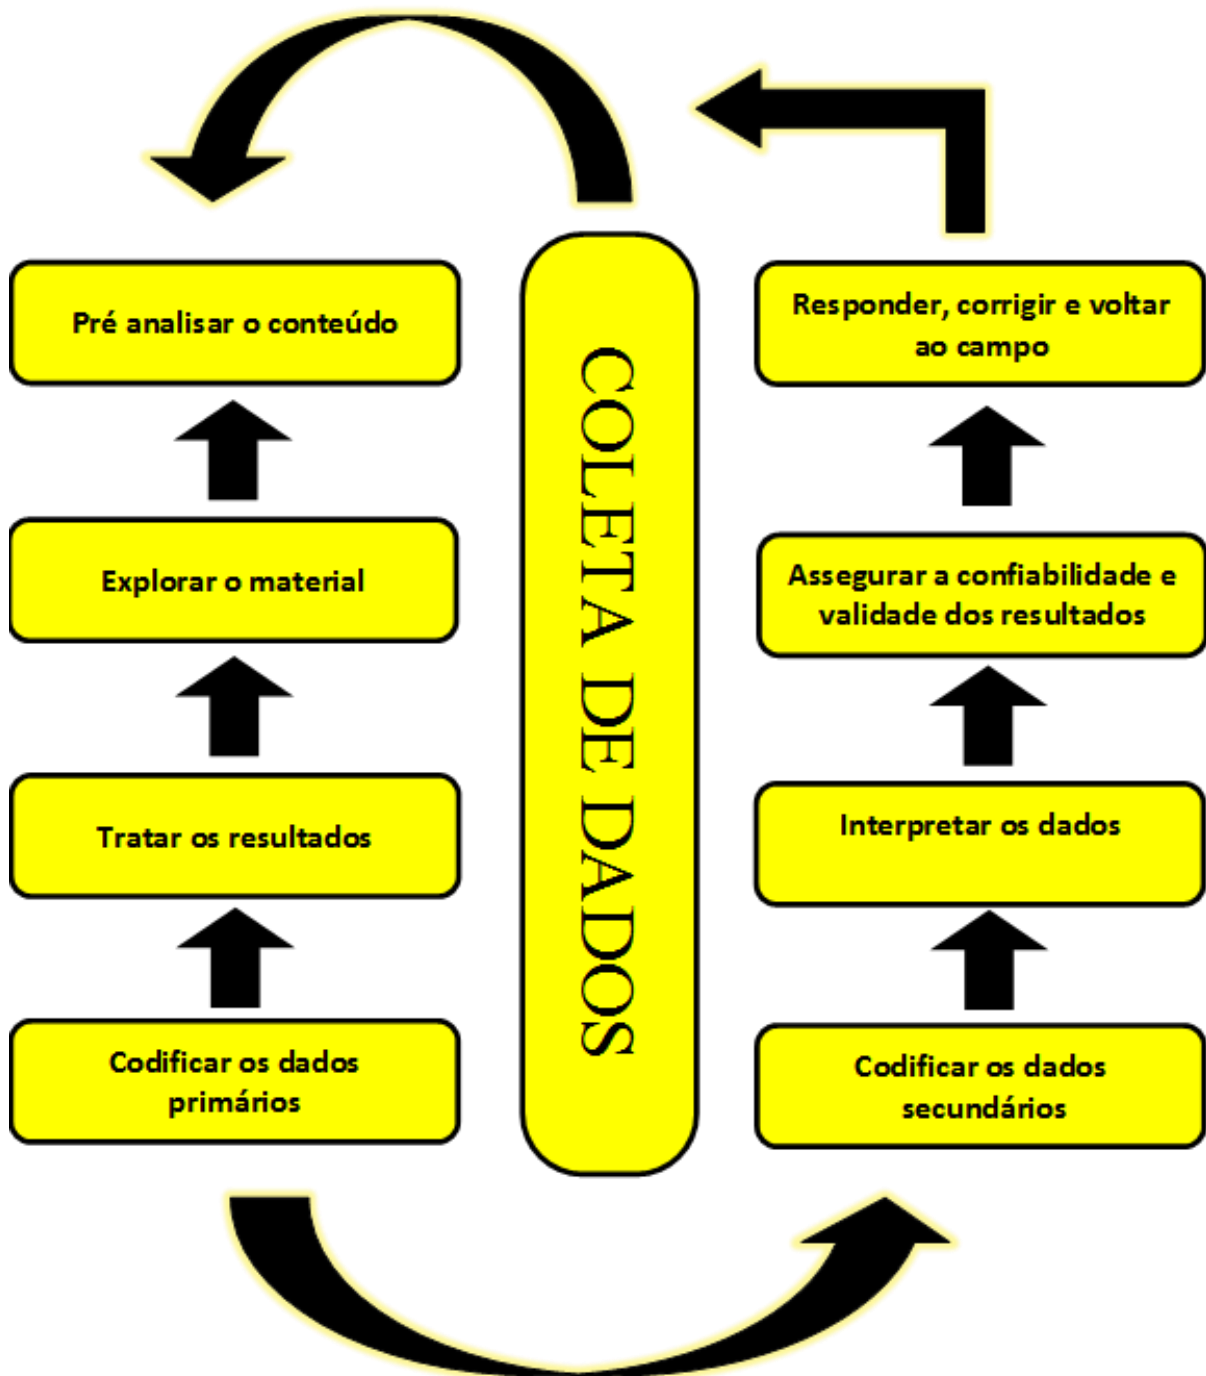 Pré analisar o conteúdo
Explorar o material
Tratar os resultados
Codificar os dados
primários
COLETA DE DADOS
Responder, corrigir e voltar
ao campo
Assegurar a confiabilidade e
validade dos resultados
Interpretar os dados
Codificar os dados
secundários